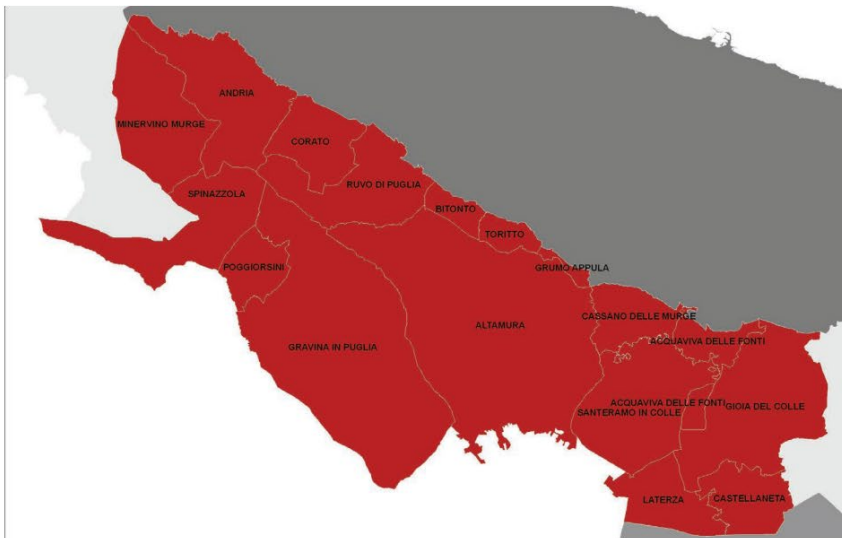 ANDRIA
MINERVINO MURGE
CORATO
RUVO DI PUGLIA
SPINAZZOLA
BITONTO
TORITTO
POGGIORSINI
GRUMO APPULA
CASSANO DELLE MURGE
ALTAMURA
ACQUAVIVA DELLE FONTI
GRAVINA IN PUGLIA
ACQUAVIVA DELLE FONTI
GIOIA DEL COLLE
SANTERAMO IN COLLE
LATERZA
CASTELLANETA